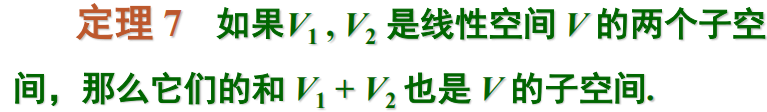 定理 7 如果V₁ , V₂ 是线性空间 V 的两个子空
间，那么它们的和 V₁ + V₂ 也是 V 的子空间.